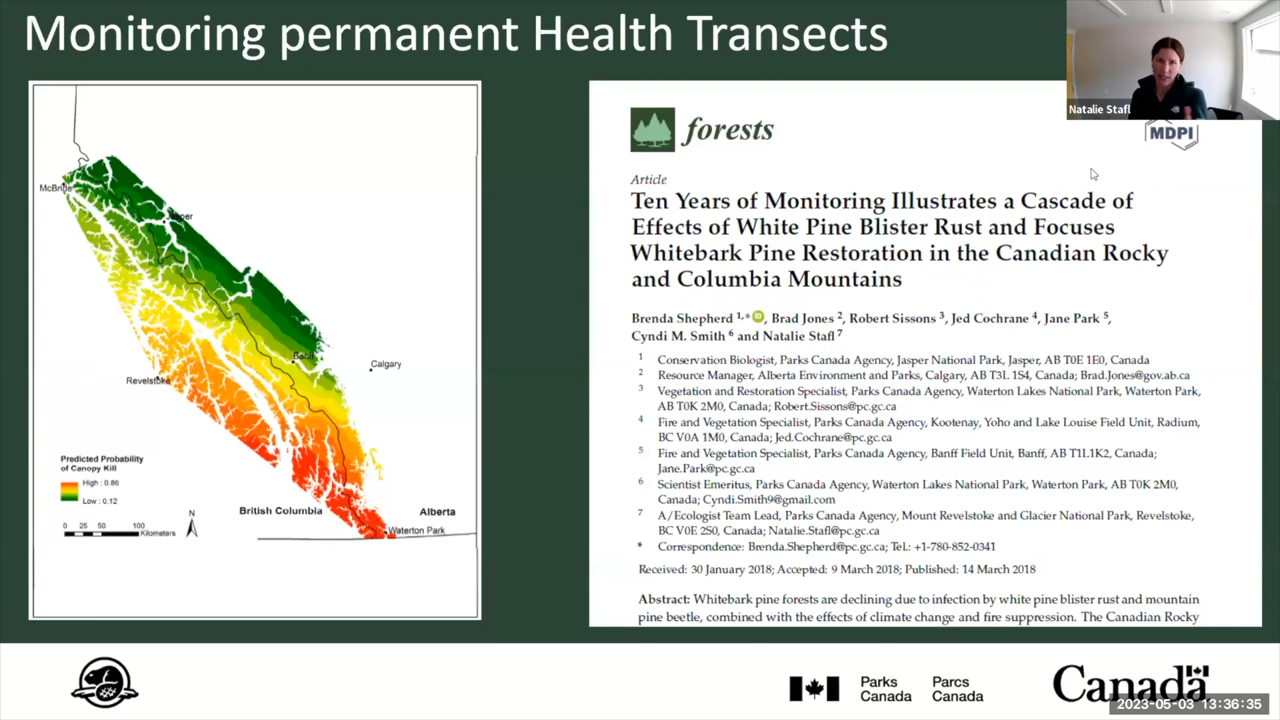 Monitoring permanent Health Transects
Natalie Stafl
McBride
Jasper
Banff
Calgary
Revelstoke
Predicted Probability
of Canopy Kill
High : 0.86
Low : 0.12
0 25 50 100
Kilometers
N
British Columbia
Alberta
Waterton Park
forests
MDPI
Article
Ten Years of Monitoring Illustrates a Cascade of
Effects of White Pine Blister Rust and Focuses
Whitebark Pine Restoration in the Canadian Rocky
and Columbia Mountains
Brenda Shepherd 1,* iD, Brad Jones 2, Robert Sissons 3, Jed Cochrane 4, Jane Park 5,
Cyndi M. Smith 6 and Natalie Stafl 7
1 Conservation Biologist, Parks Canada Agency, Jasper National Park, Jasper, AB T0E 1E0, Canada
2 Resource Manager, Alberta Environment and Parks, Calgary, AB T3L 1S4, Canada; Brad.Jones@gov.ab.ca
3 Vegetation and Restoration Specialist, Parks Canada Agency, Waterton Lakes National Park, Waterton Park,
AB T0K 2M0, Canada; Robert.Sissons@pc.gc.ca
4 Fire and Vegetation Specialist, Parks Canada Agency, Kootenay, Yoho and Lake Louise Field Unit, Radium,
BC V0A 1M0, Canada; Jed.Cochrane@pc.gc.ca
5 Fire and Vegetation Specialist, Parks Canada Agency, Banff Field Unit, Banff, AB T1L1K2, Canada;
Jane.Park@pc.gc.ca
6 Scientist Emeritus, Parks Canada Agency, Waterton Lakes National Park, Waterton Park, AB T0K 2M0,
Canada; Cyndi.Smith9@gmail.com
7 A/Ecologist Team Lead, Parks Canada Agency, Mount Revelstoke and Glacier National Park, Revelstoke,
BC V0E 2S0, Canada; Natalie.Stafl@pc.gc.ca
* Correspondence: Brenda.Shepherd@pc.gc.ca; Tel.: +1-780-852-0341
Received: 30 January 2018; Accepted: 9 March 2018; Published: 14 March 2018
Abstract: Whitebark pine forests are declining due to infection by white pine blister rust and mountain
pine beetle, combined with the effects of climate change and fire suppression. The Canadian Rocky
Parks Parcs
Canada Canada
Canada
2023-05-03 13:36:35